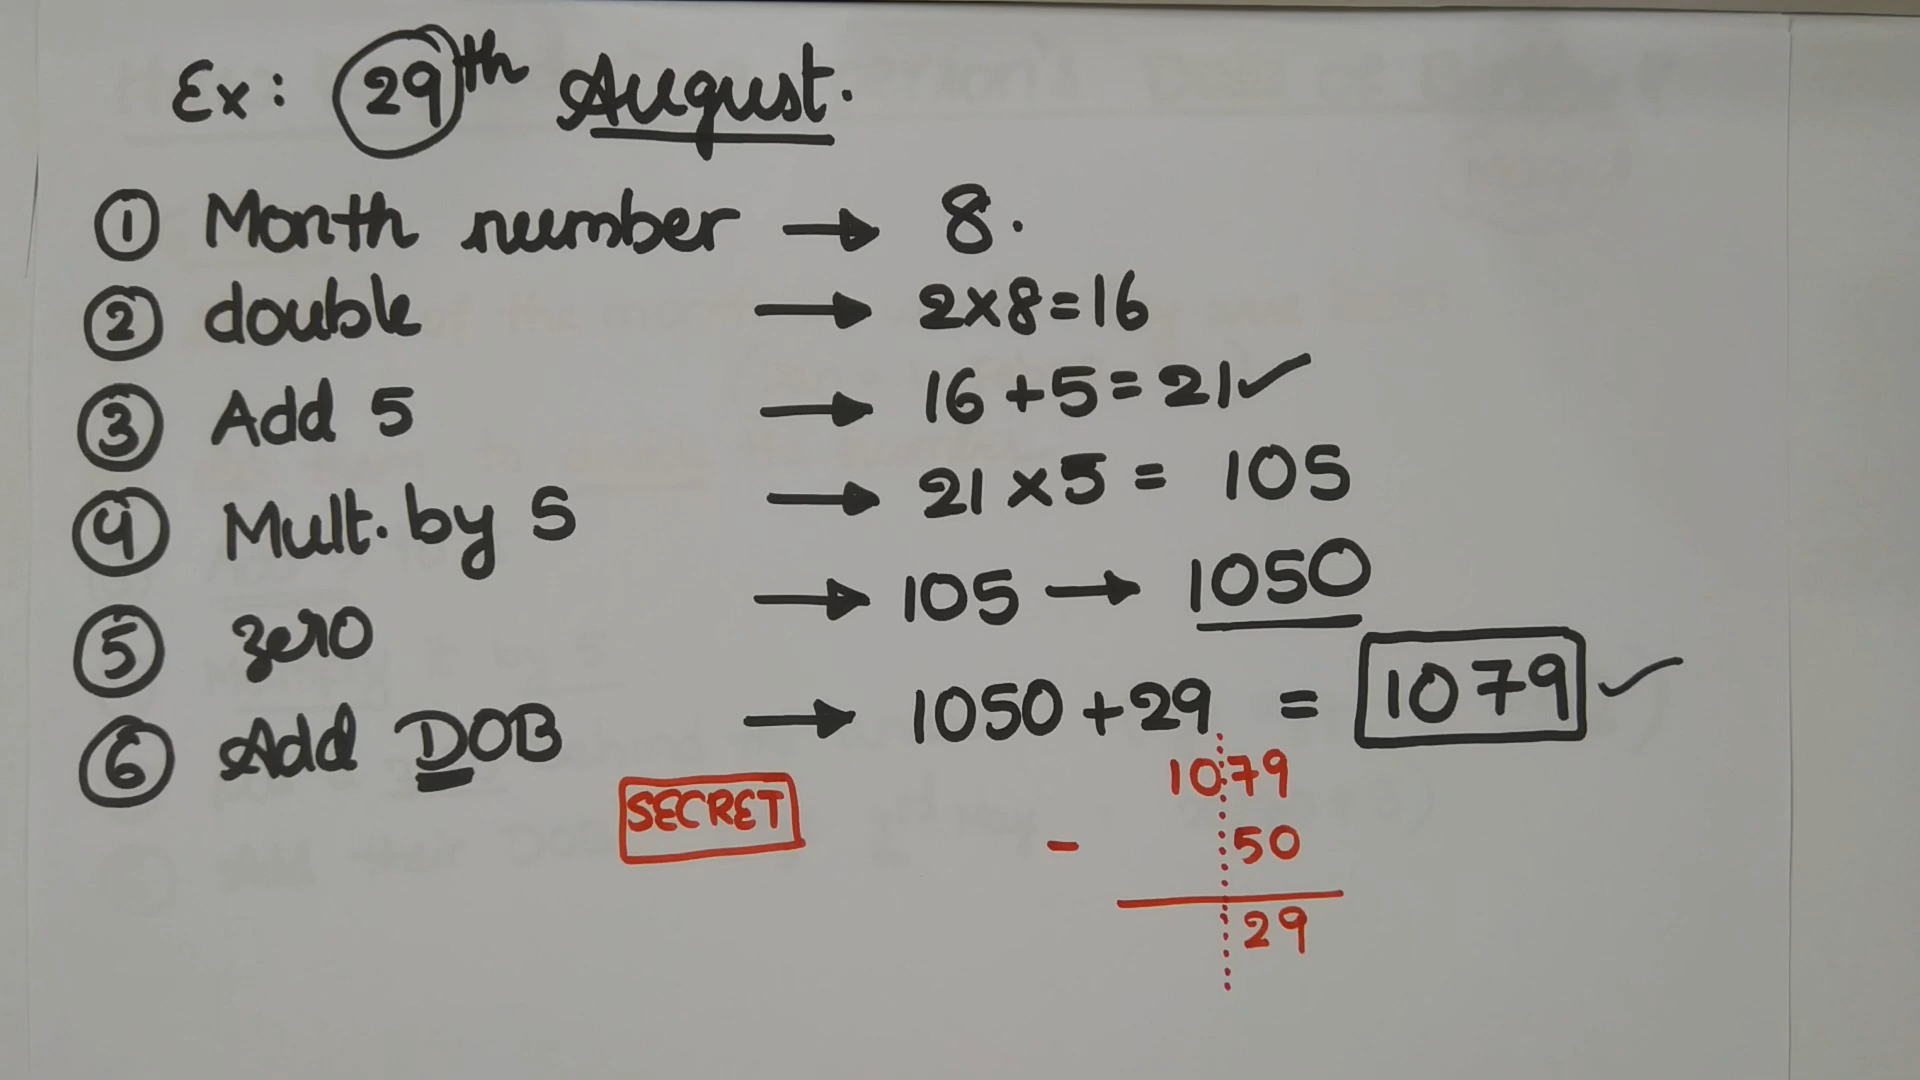 Ex: 29th August.
① Month number → 8.
② double → 2×8=16
③ Add 5 → 16+5=21✓
④ Mult. by 5 → 21×5= 105
⑤ zero → 105 → 1050
⑥ Add DOB → 1050+29 = 1079 ✓
SECRET
1079
- 50
29